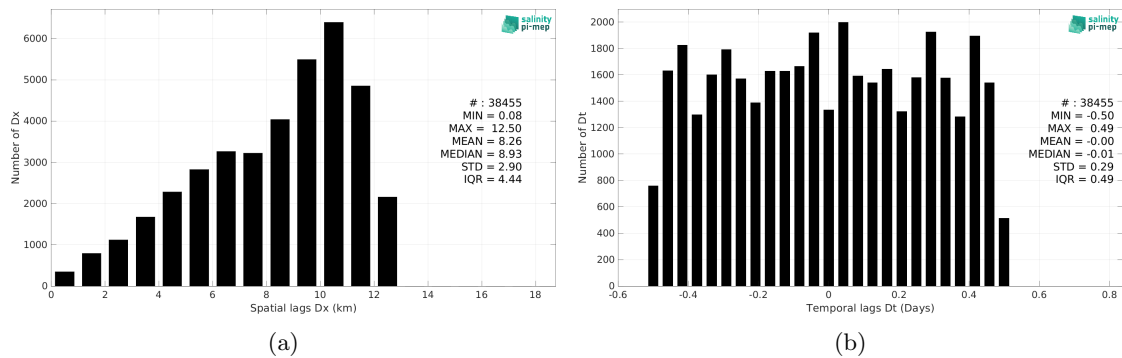 salinity
pi-mep
Number of Dx
6000
5000
4000
3000
2000
1000
0
# : 38455
MIN = 0.08
MAX = 12.50
MEAN = 8.26
MEDIAN = 8.93
STD = 2.90
IQR = 4.44
0 2 4 6 8 10 12 14 16 18
Spatial lags Dx (km)
(a)
salinity
pi-mep
Number of Dt
2000
1800
1600
1400
1200
1000
800
600
400
200
0
# : 38455
MIN = -0.50
MAX = 0.49
MEAN = -0.00
MEDIAN = -0.01
STD = 0.29
IQR = 0.49
-0.6 -0.4 -0.2 0 0.2 0.4 0.6 0.8
Temporal lags Dt (Days)
(b)